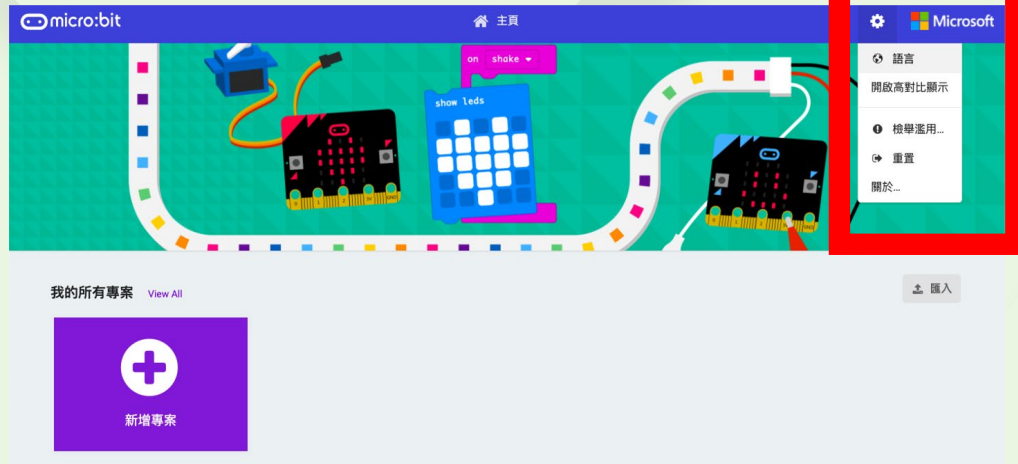 micro:bit
主頁
Microsoft
語言
開啟高對比顯示
檢舉濫用...
重置
關於...
on shake
show leds
我的所有專案 View All
匯入
新增專案